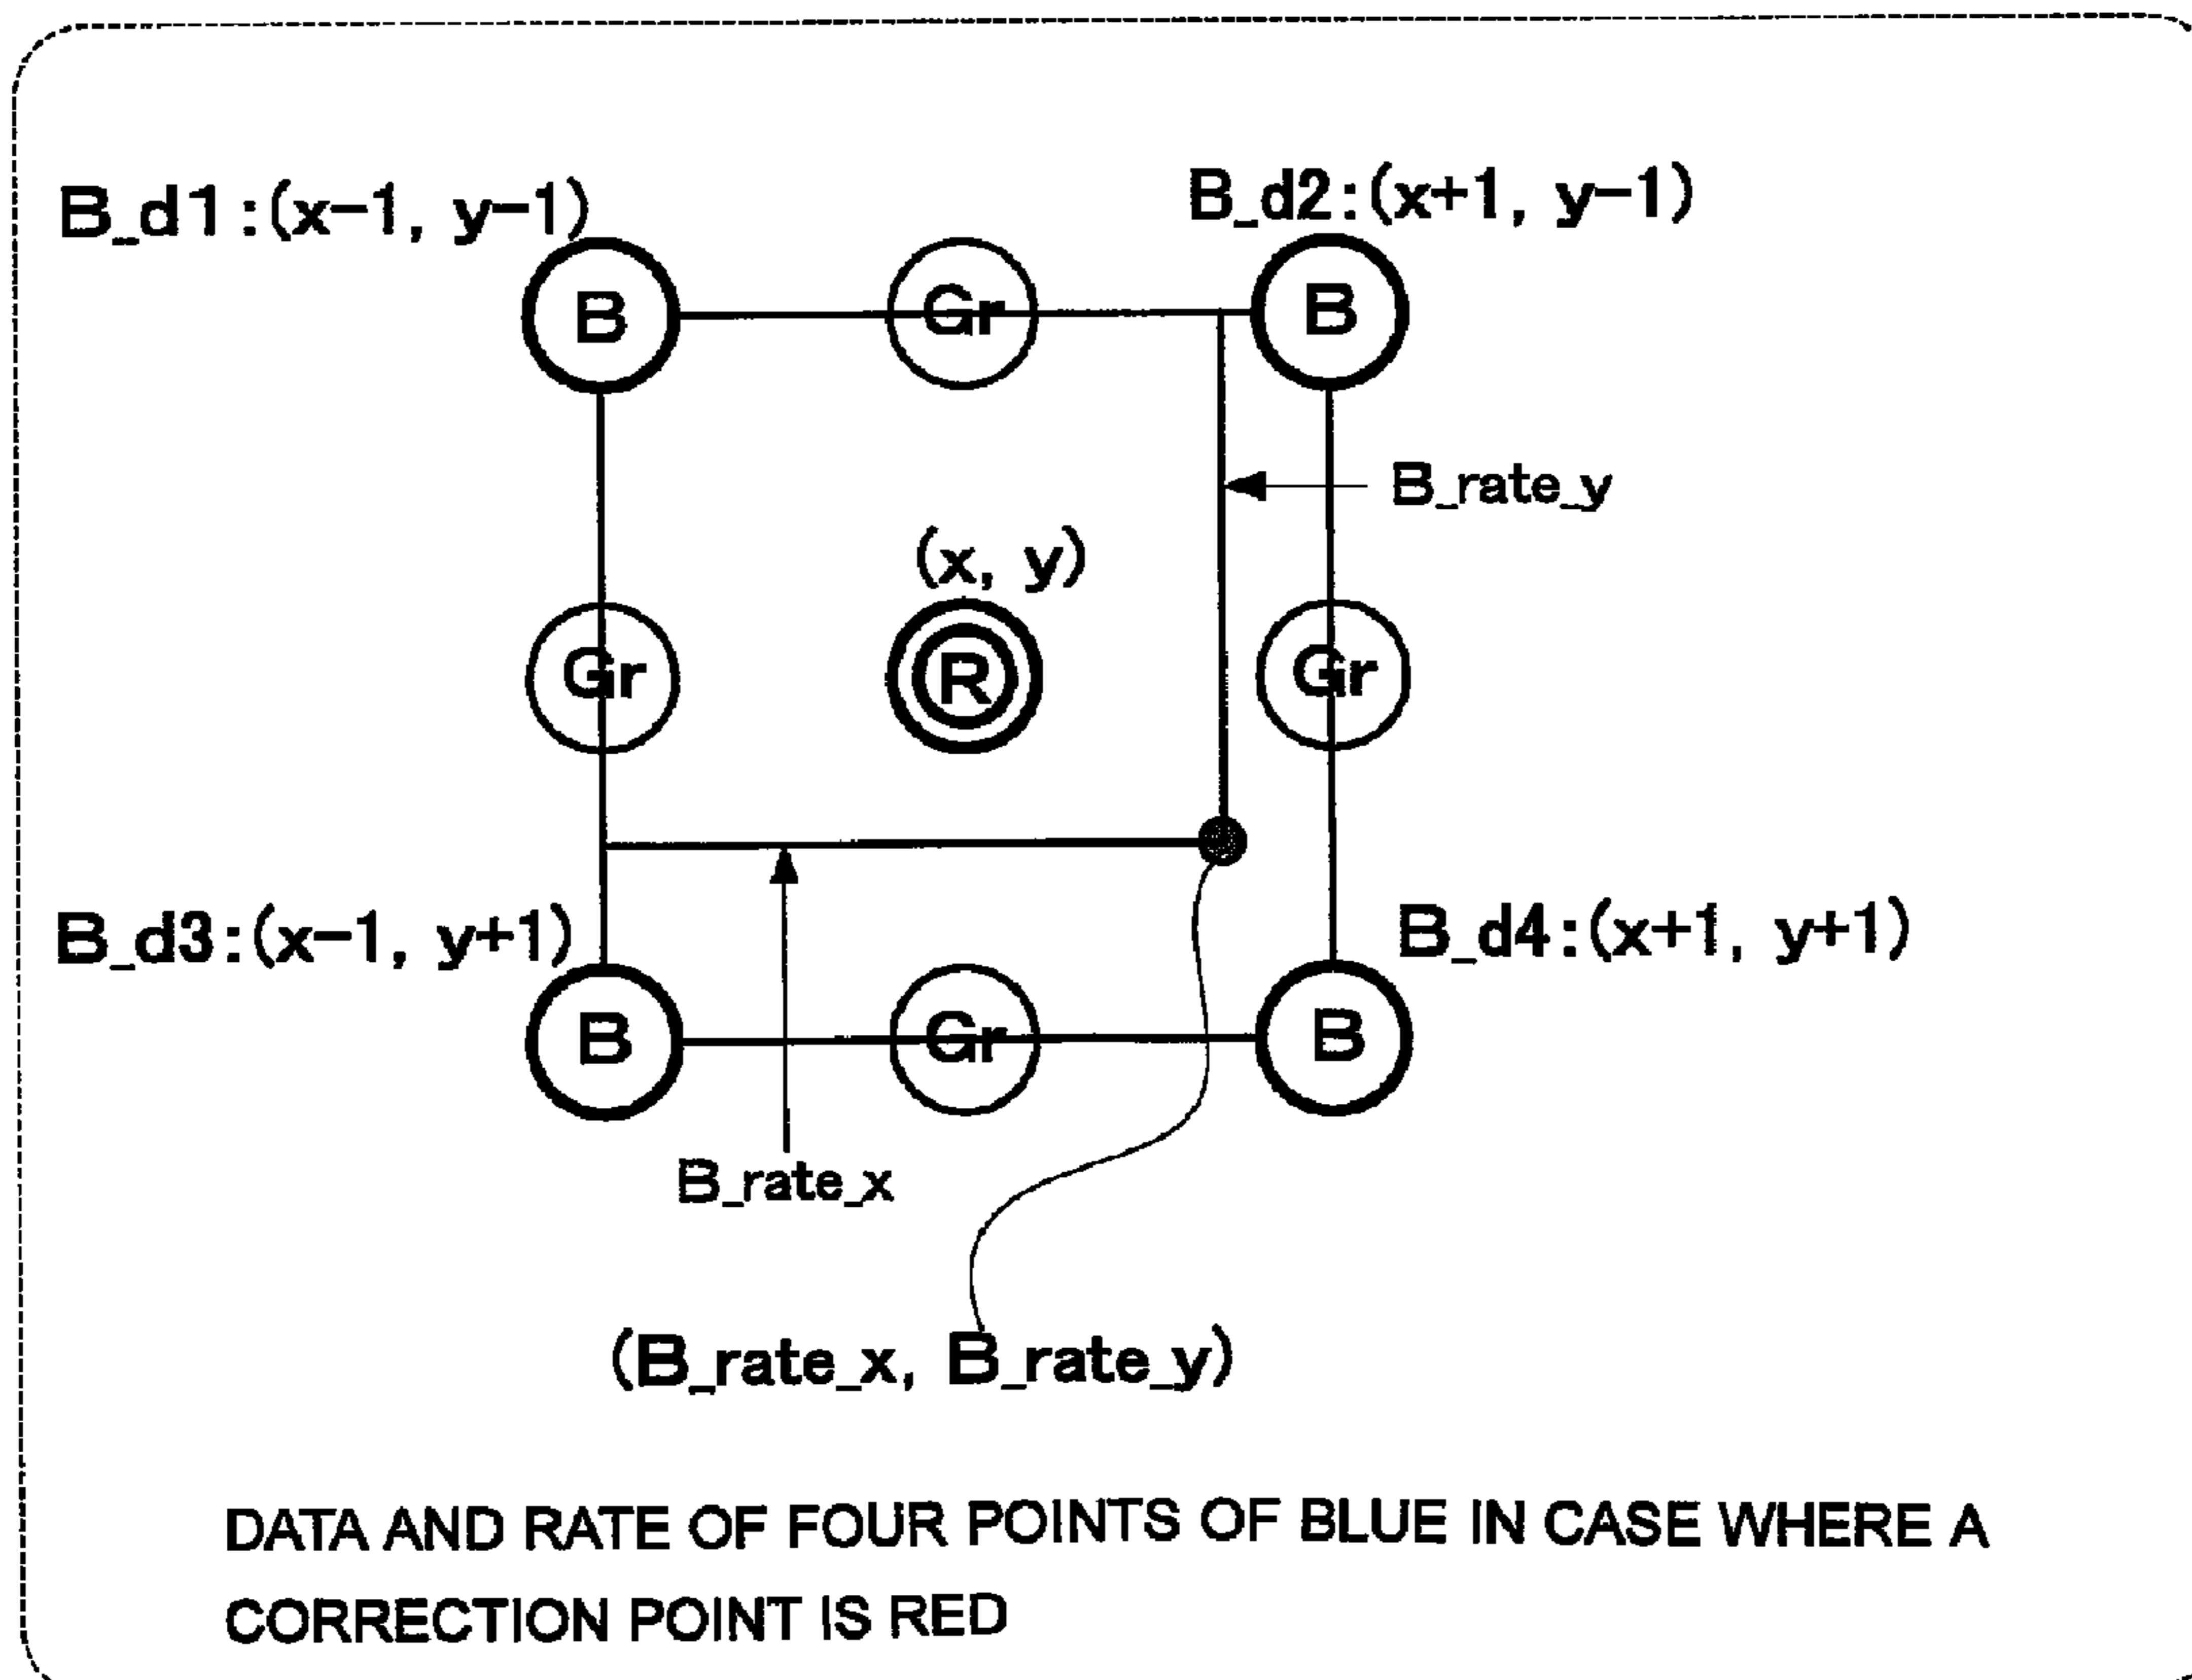 B_d1:(x-1, y-1)
B_d2:(x+1, y-1)
B
Gr
B
B_rate_y
(x, y)
Gr
R
Gr
B_d3:(x-1, y+1)
B_d4:(x+1, y+1)
B
Gr
B
B_rate_x
(B_rate_x, B_rate_y)
DATA AND RATE OF FOUR POINTS OF BLUE IN CASE WHERE A
CORRECTION POINT IS RED